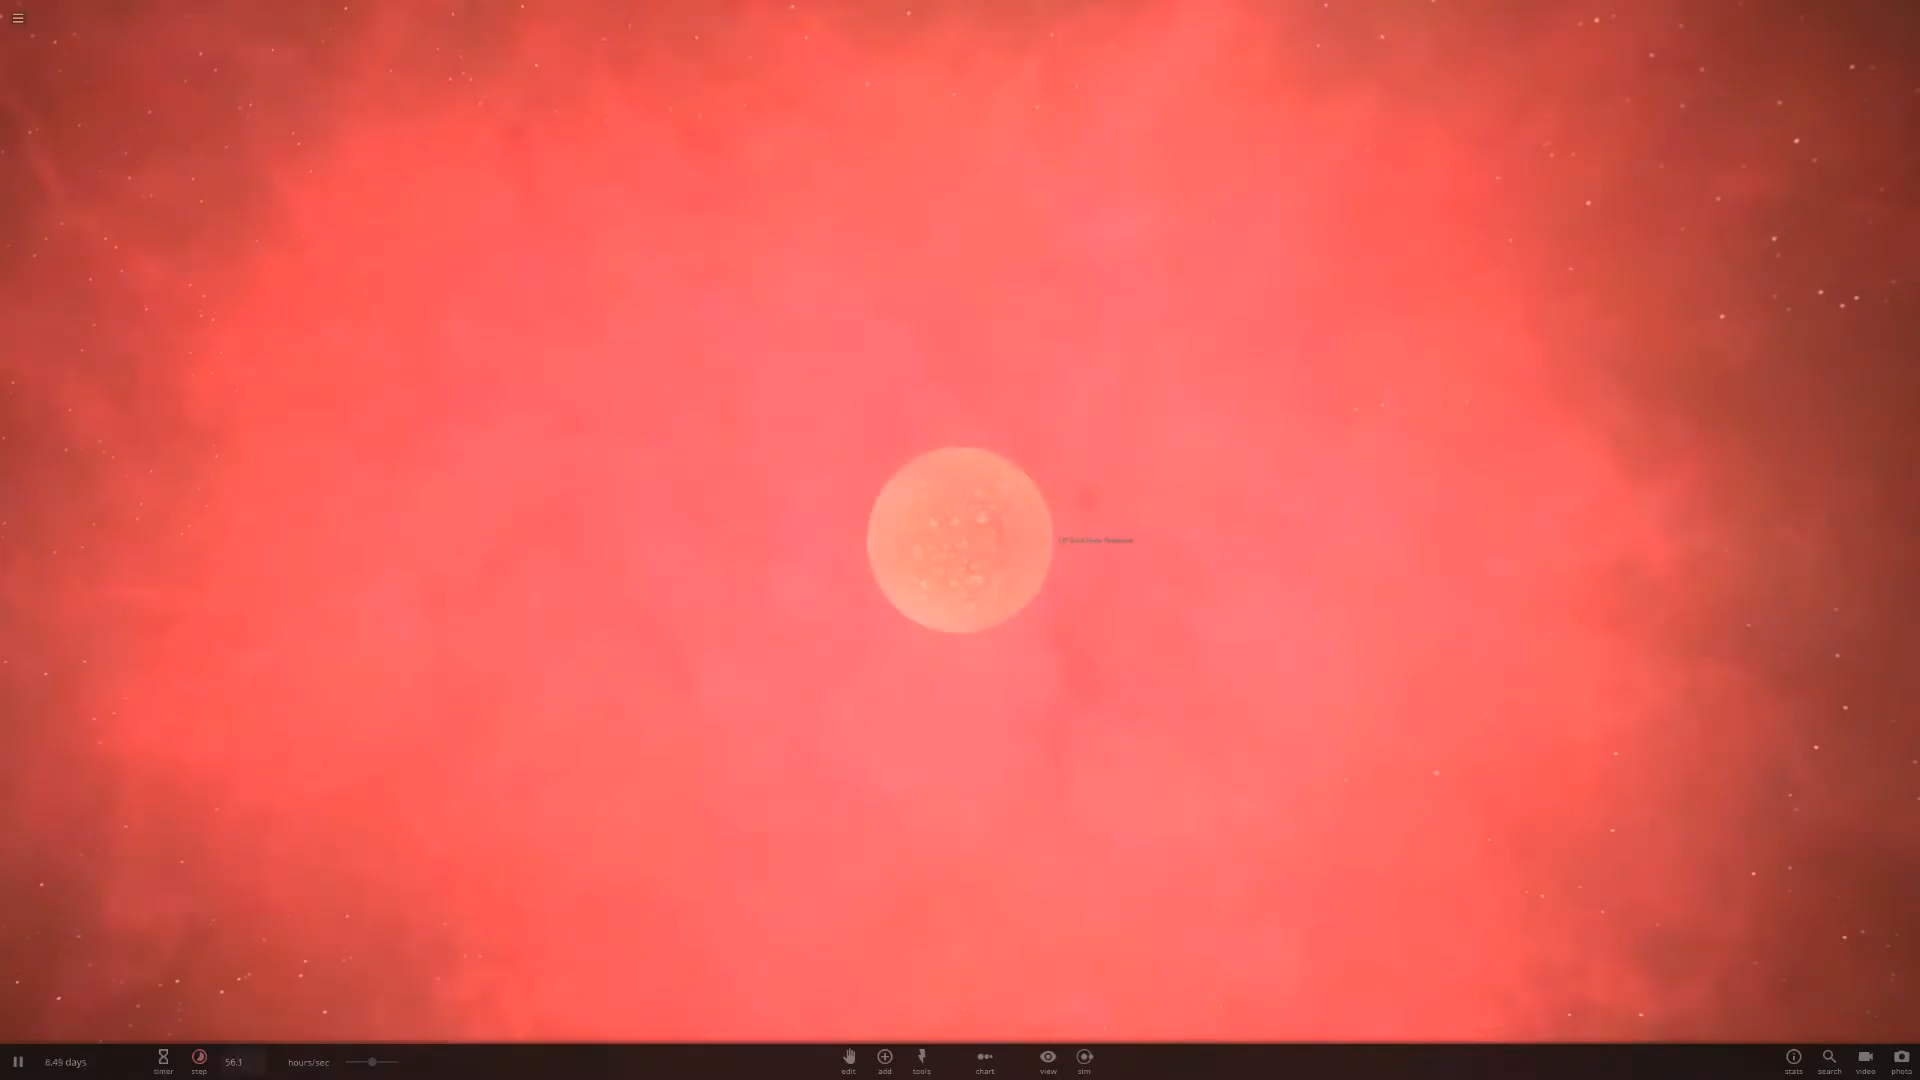 6.49 days
timer
step
56.1
hours/sec
edit
add
tools
chart
view
sim
stats
search
video
photo